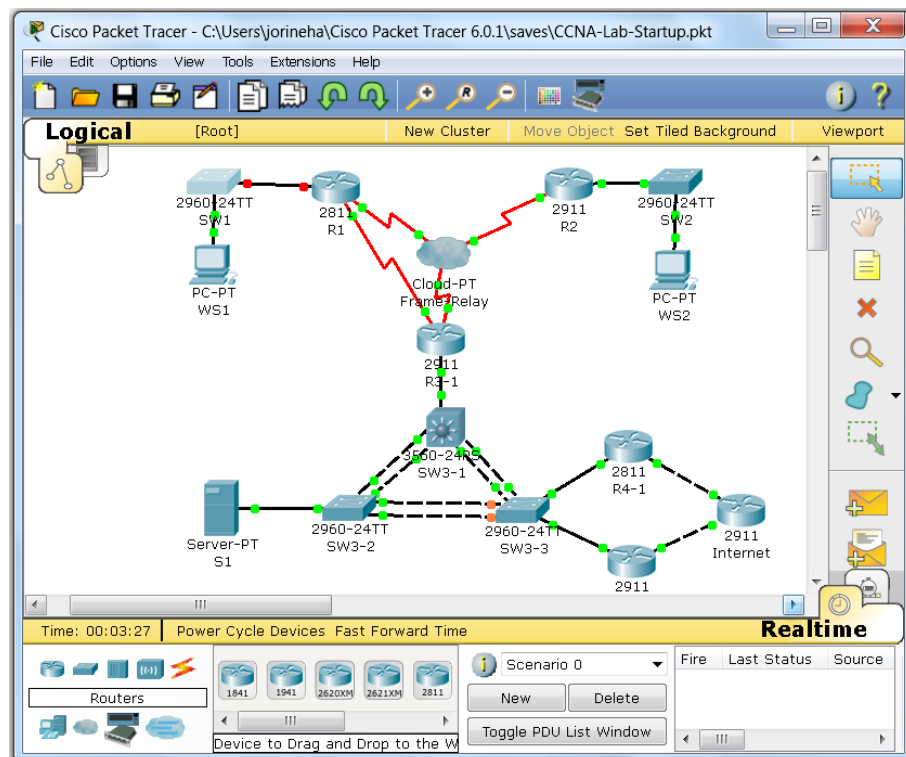 Cisco Packet Tracer - C:\Users\jorineha\Cisco Packet Tracer 6.0.1\saves\CCNA-Lab-Startup.pkt
File Edit Options View Tools Extensions Help
Logical [Root] New Cluster Move Object Set Tiled Background Viewport
2960-24TT
SW1
2811
R1
2911
R2
2960-24TT
SW2
PC-PT
WS1
Cloud-PT
Frame-Relay
PC-PT
WS2
2911
R3-1
3560-24PS
SW3-1
2811
R4-1
Server-PT
S1
2960-24TT
SW3-2
2960-24TT
SW3-3
2911
Internet
2911
Time: 00:03:27 Power Cycle Devices Fast Forward Time Realtime
Routers
1841 1941 2620XM 2621XM 2811
Device to Drag and Drop to the W
Scenario 0
New Delete
Toggle PDU List Window
Fire Last Status Source